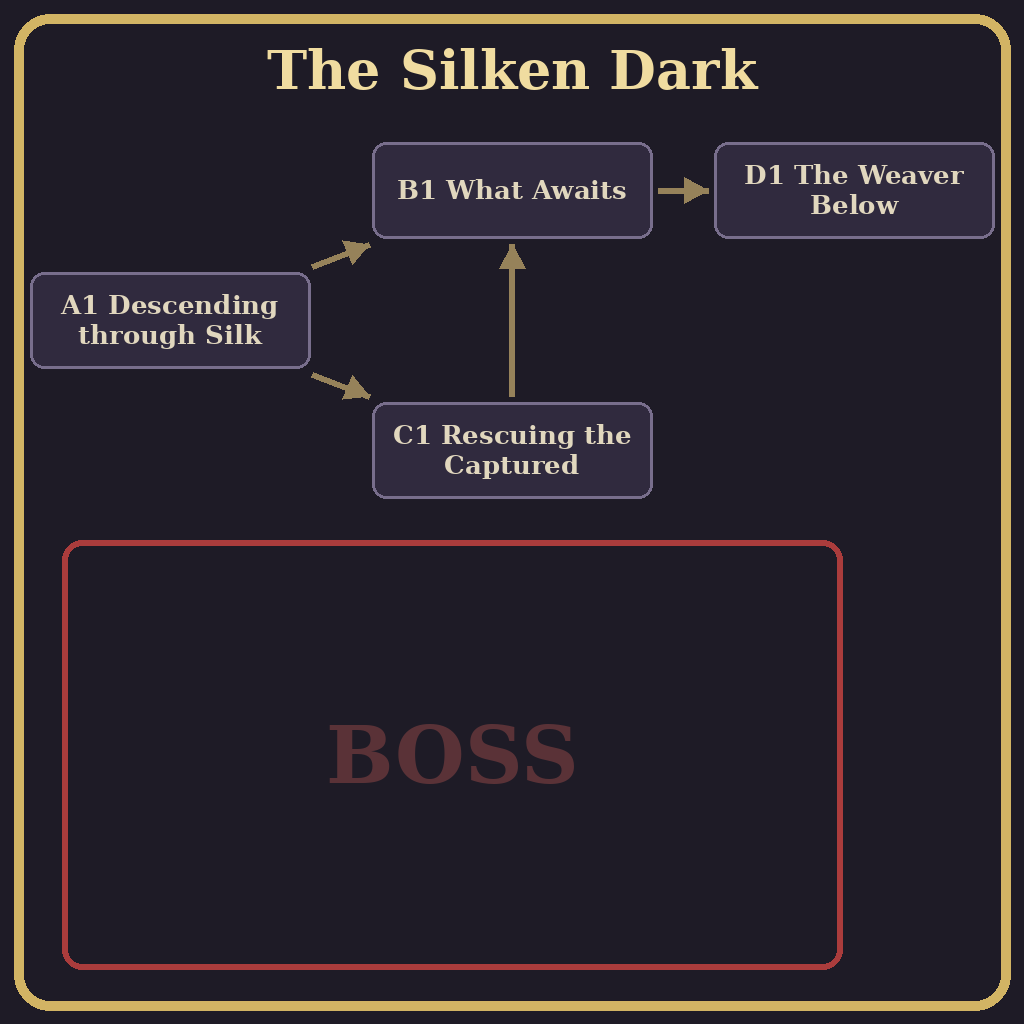 The Silken Dark
B1 What Awaits
D1 The Weaver
Below
A1 Descending
through Silk
C1 Rescuing the
Captured
BOSS